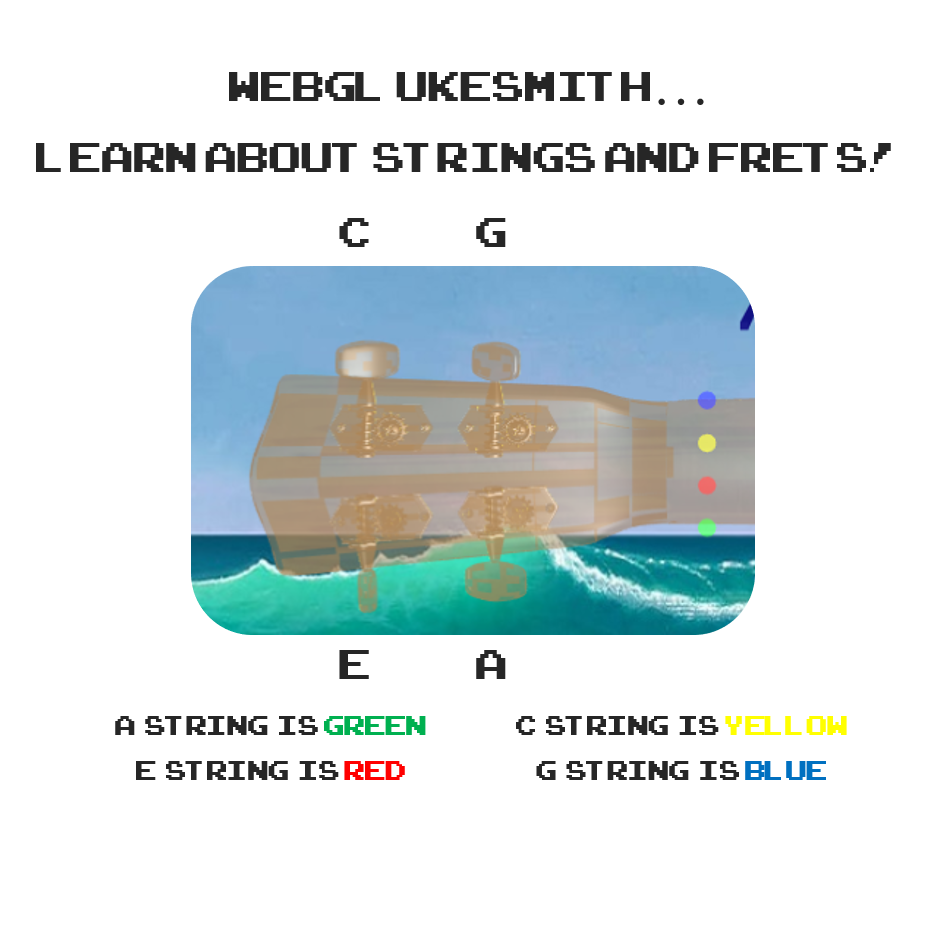 WEBGL UKESMITH...
LEARN ABOUT STRINGS AND FRETS!
C G
E A
A STRING IS GREEN C STRING IS YELLOW
E STRING IS RED G STRING IS BLUE